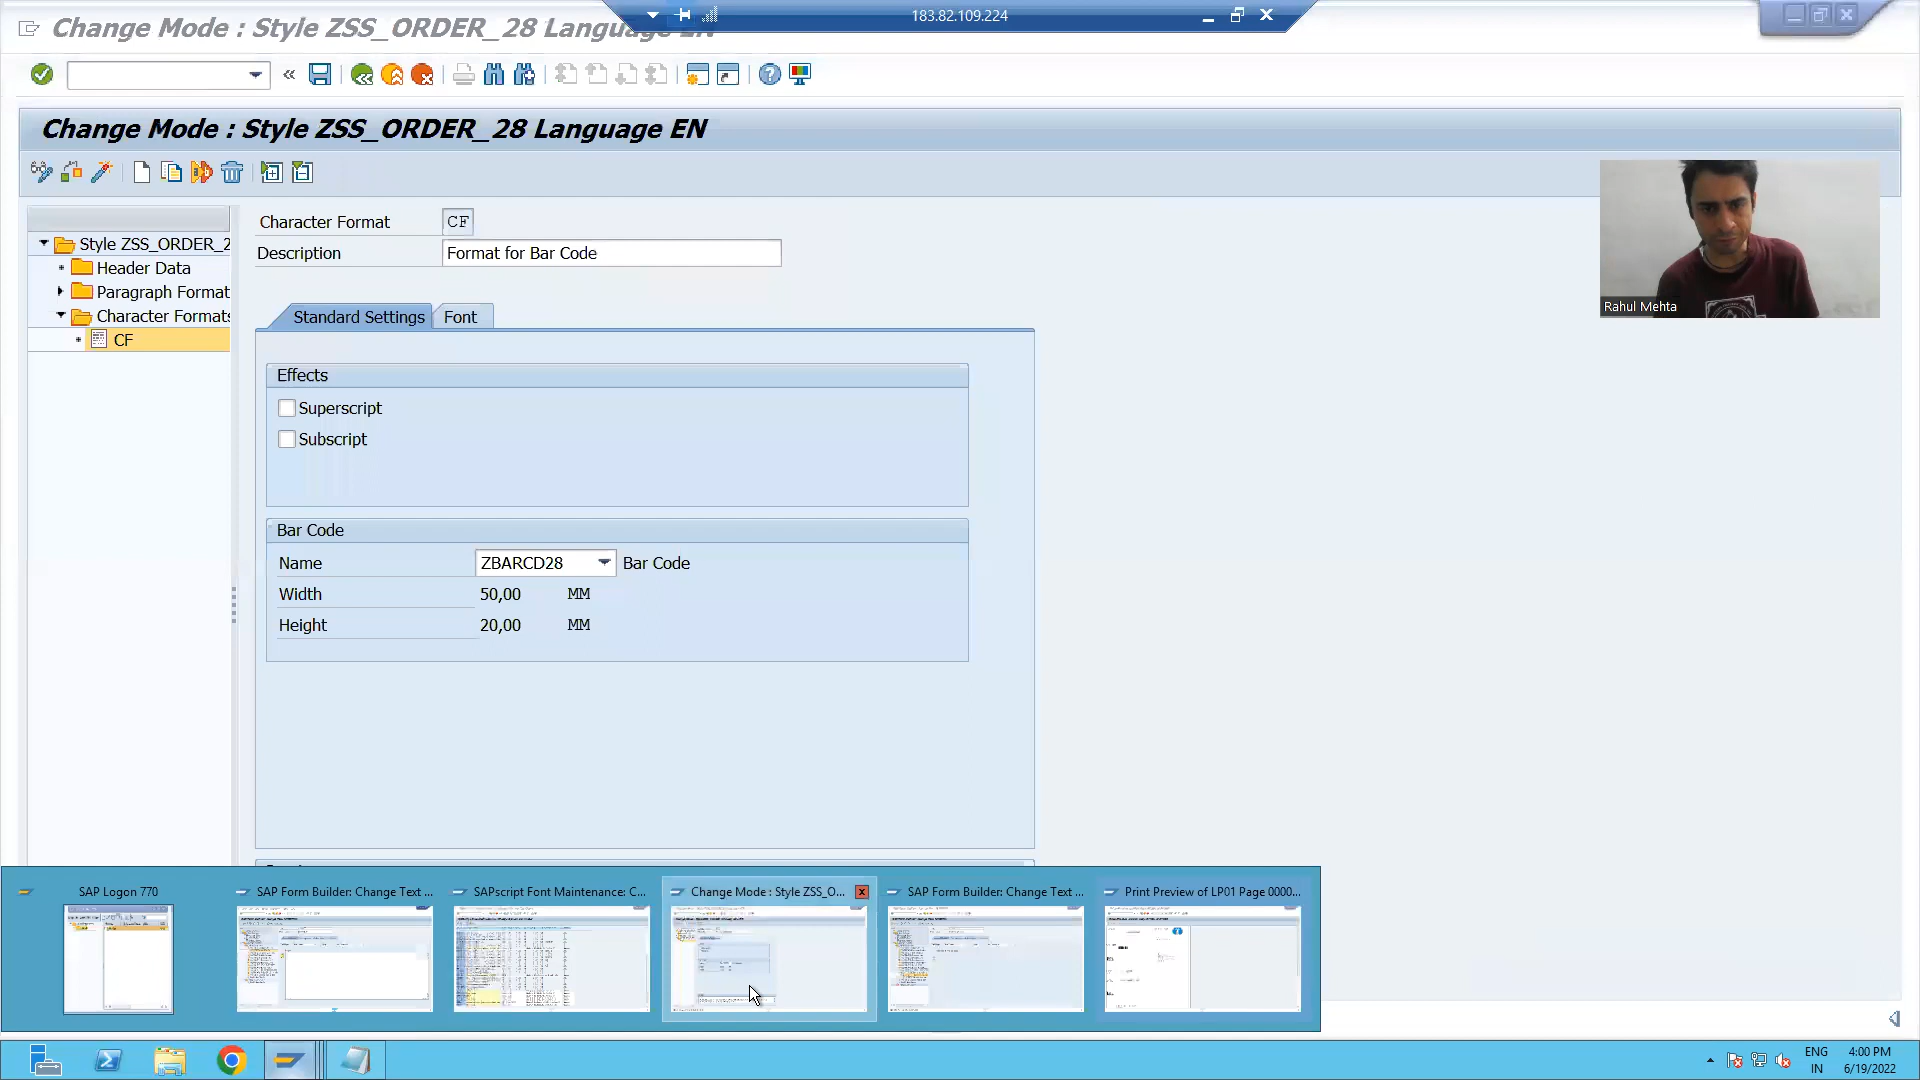 Change Mode : Style ZSS_ORDER_28 Language EN
183.82.109.224
Change Mode : Style ZSS_ORDER_28 Language EN
Character Format CF
Description Format for Bar Code
Style ZSS_ORDER_2
Header Data
Paragraph Format
Character Formats
CF
Standard Settings Font
Effects
Superscript
Subscript
Bar Code
Name ZBARCD28 Bar Code
Width 50,00 MM
Height 20,00 MM
Rahul Mehta
SAP Logon 770
SAP Form Builder: Change Text ...
SAPscript Font Maintenance: C...
Change Mode : Style ZSS_O...
SAP Form Builder: Change Text ...
Print Preview of LP01 Page 0000...
ENG
IN
4:00 PM
6/19/2022